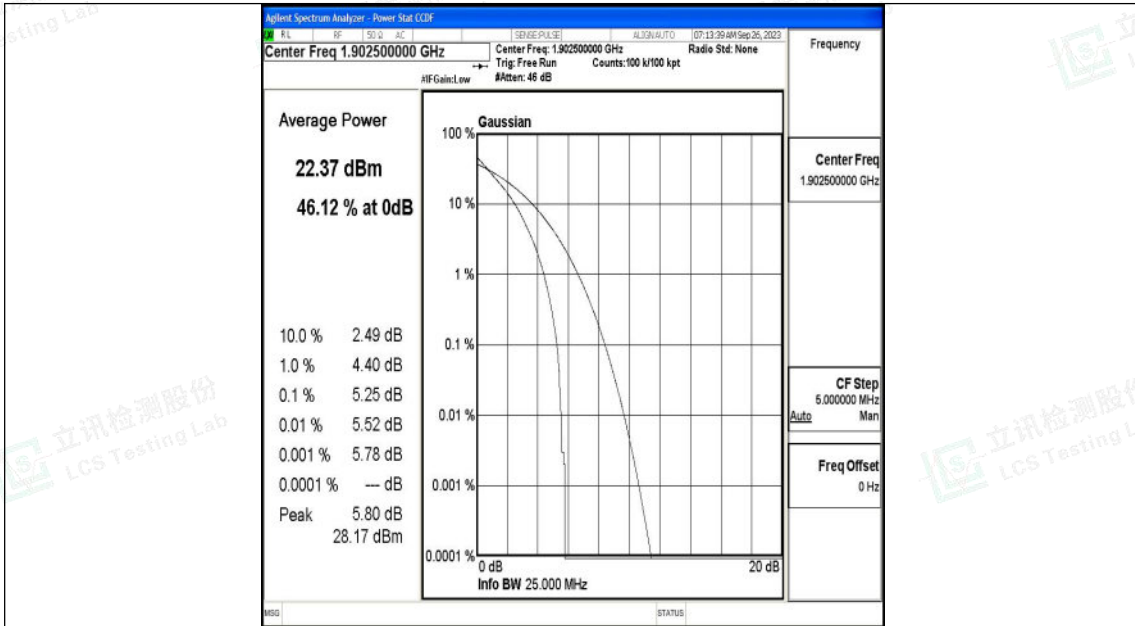 Agilent Spectrum Analyzer - Power Stat CCDF
RL RF 50 Ω AC SENSE:PULSE ALIGNAUTO 07:13:39 AM Sep 26, 2023
Center Freq 1.902500000 GHz
Center Freq: 1.902500000 GHz Radio Std: None
Trig: Free Run Counts:100 k/100 kpt
#IFGain:Low #Atten: 46 dB
Frequency
Average Power
22.37 dBm
46.12 % at 0dB
10.0 % 2.49 dB
1.0 % 4.40 dB
0.1 % 5.25 dB
0.01 % 5.52 dB
0.001 % 5.78 dB
0.0001 % --- dB
Peak 5.80 dB
28.17 dBm
Gaussian
100 %
10 %
1 %
0.1 %
0.01 %
0.001 %
0.0001 %
0 dB 20 dB
Info BW 25.000 MHz
Center Freq
1.902500000 GHz
CF Step
5.000000 MHz
Auto Man
Freq Offset
0 Hz
MSG STATUS
立讯检测股份
LCS Testing Lab
立讯检测股份
LCS Testing L
sting Lab
立
LCS